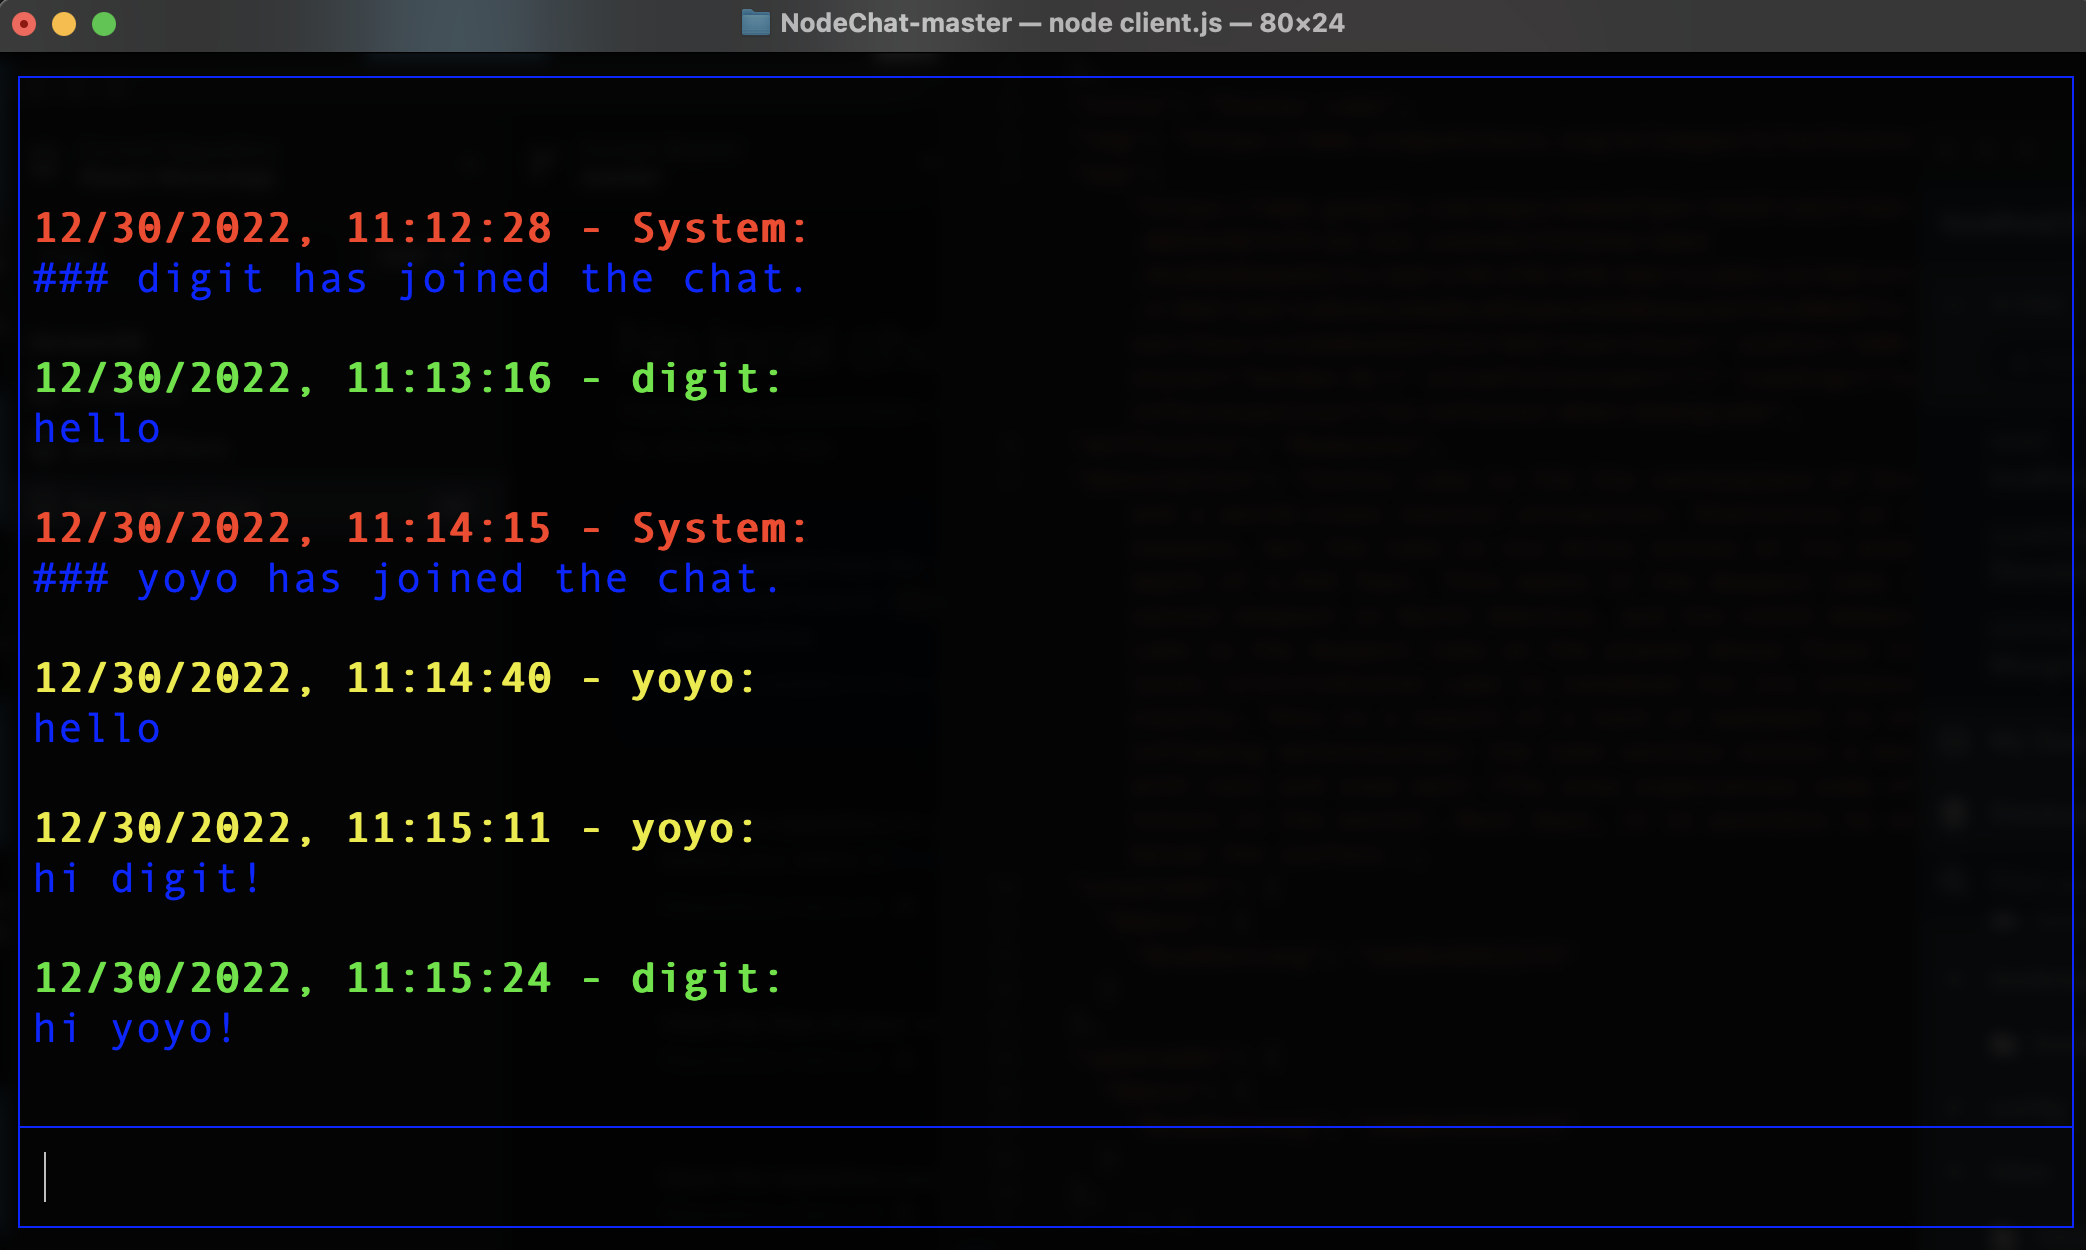 NodeChat-master — node client.js — 80×24
12/30/2022, 11:12:28 - System:
### digit has joined the chat.
12/30/2022, 11:13:16 - digit:
hello
12/30/2022, 11:14:15 - System:
### yoyo has joined the chat.
12/30/2022, 11:14:40 - yoyo:
hello
12/30/2022, 11:15:11 - yoyo:
hi digit!
12/30/2022, 11:15:24 - digit:
hi yoyo!